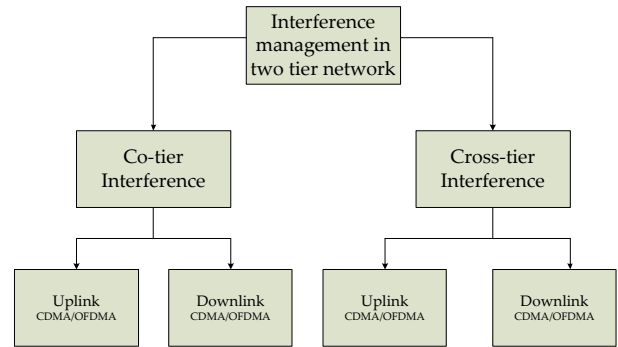 Interference
management in
two tier network
Co-tier
Interference
Cross-tier
Interference
Uplink
CDMA/OFDMA
Downlink
CDMA/OFDMA
Uplink
CDMA/OFDMA
Downlink
CDMA/OFDMA